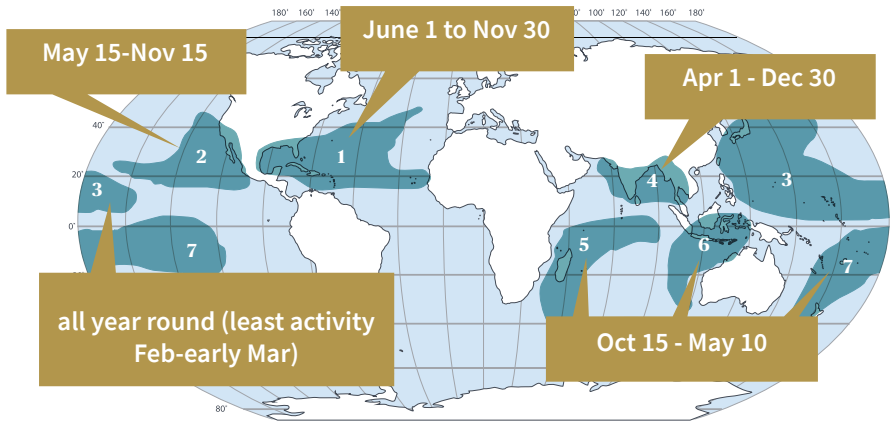 180˚ 160˚ 140˚
80˚ 100˚ 120˚ 140˚ 160˚ 180˚
June 1 to Nov 30
May 15-Nov 15
Apr 1 - Dec 30
40˚
2
1
4
3
20˚
3
0˚
5
6
7
7
all year round (least activity
Feb-early Mar)
Oct 15 - May 10
80˚